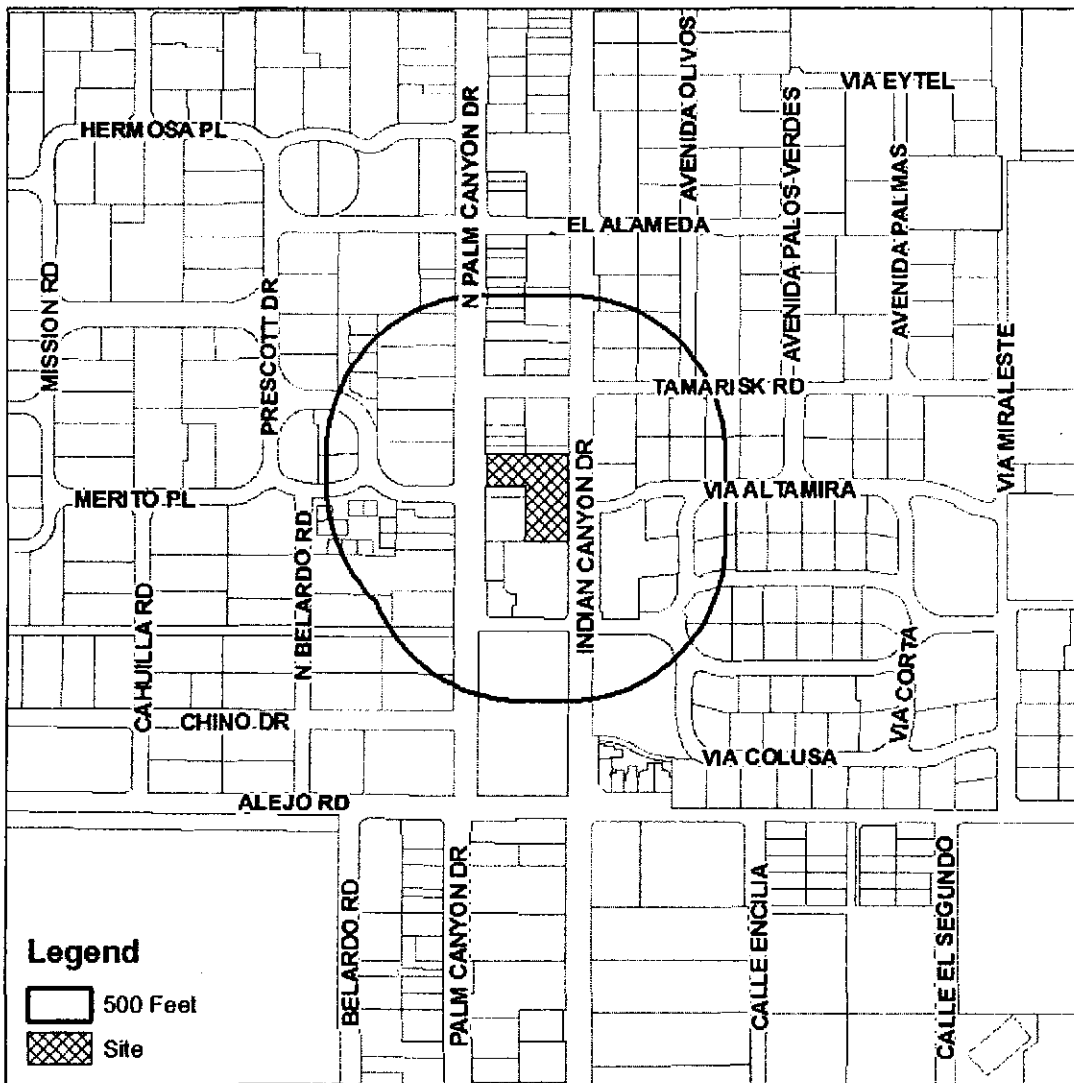 VIA EYTEL
HERMOSA PL
N PALM CANYON DR
AVENIDA OLIVOS
AVENIDA PALOS VERDES
AVENIDA PALMAS
EL ALAMEDA
MISSION RD
PRESCOTT DR
VIA MIRALESTE
TAMARISK RD
MERITO PL
VIA ALTAMIRA
INDIAN CANYON DR
N BELARDO RD
CAHUILLA RD
VIA CORTA
CHINO DR
VIA COLUSA
ALEJO RD
BELARDO RD
PALM CANYON DR
CALLE ENCILIA
CALLE EL SEGUNDO
Legend
500 Feet
Site